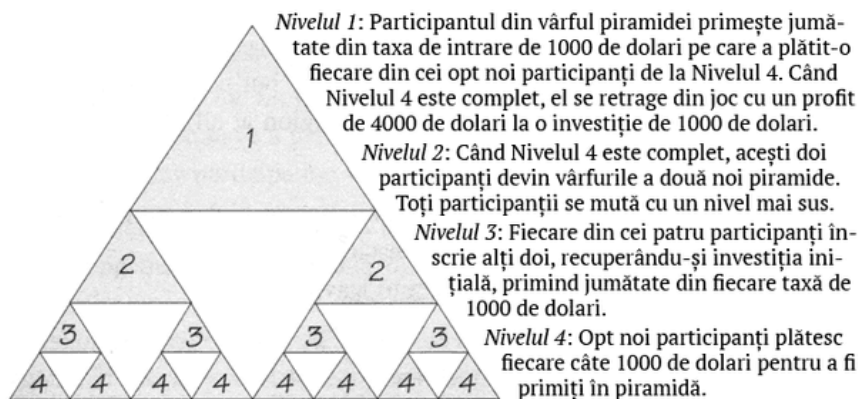 Nivelul 1: Participantul din vârful piramidei primește jumă-
tate din taxa de intrare de 1000 de dolari pe care a plătit-o
fiecare din cei opt noi participanți de la Nivelul 4. Când
Nivelul 4 este complet, el se retrage din joc cu un profit
de 4000 de dolari la o investiție de 1000 de dolari.
Nivelul 2: Când Nivelul 4 este complet, acești doi
participanți devin vârfurile a două noi piramide.
Toți participanții se mută cu un nivel mai sus.
Nivelul 3: Fiecare din cei patru participanți în-
scrie alți doi, recuperându-și investiția ini-
țială, primind jumătate din fiecare taxă de
1000 de dolari.
Nivelul 4: Opt noi participanți plătesc
fiecare câte 1000 de dolari pentru a fi
primiți în piramidă.
1
2 2
3 3 3 3
4 4 4 4 4 4 4 4